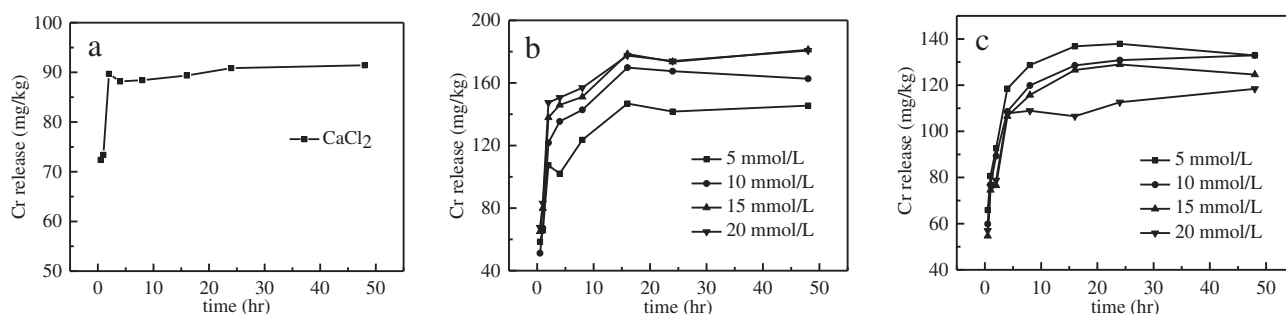 a
Cr release (mg/kg)
100
90
80
70
60
50
CaCl2
0 10 20 30 40 50
time (hr)
b
Cr release (mg/kg)
200
160
120
80
40
5 mmol/L
10 mmol/L
15 mmol/L
20 mmol/L
0 10 20 30 40 50
time (hr)
c
Cr release (mg/kg)
140
120
100
80
60
40
5 mmol/L
10 mmol/L
15 mmol/L
20 mmol/L
0 10 20 30 40 50
time (hr)